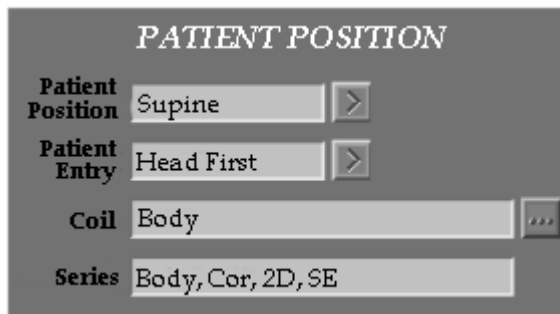 PATIENT POSITION
Patient
Position
Supine
>
Patient
Entry
Head First
>
Coil
Body
...
Series
Body, Cor, 2D, SE